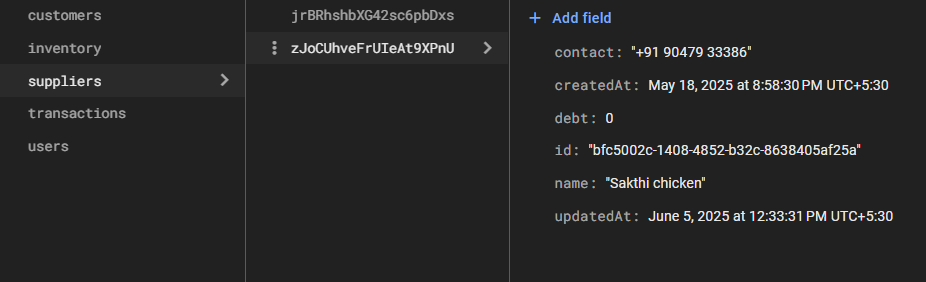 customers
inventory
suppliers
transactions
users
jrBRhshbXG42sc6pbDxs
zJoCUhveFrUIeAt9XPnU
Add field
contact: "+91 90479 33386"
createdAt: May 18, 2025 at 8:58:30 PM UTC+5:30
debt: 0
id: "bfc5002c-1408-4852-b32c-8638405af25a"
name: "Sakthi chicken"
updatedAt: June 5, 2025 at 12:33:31 PM UTC+5:30